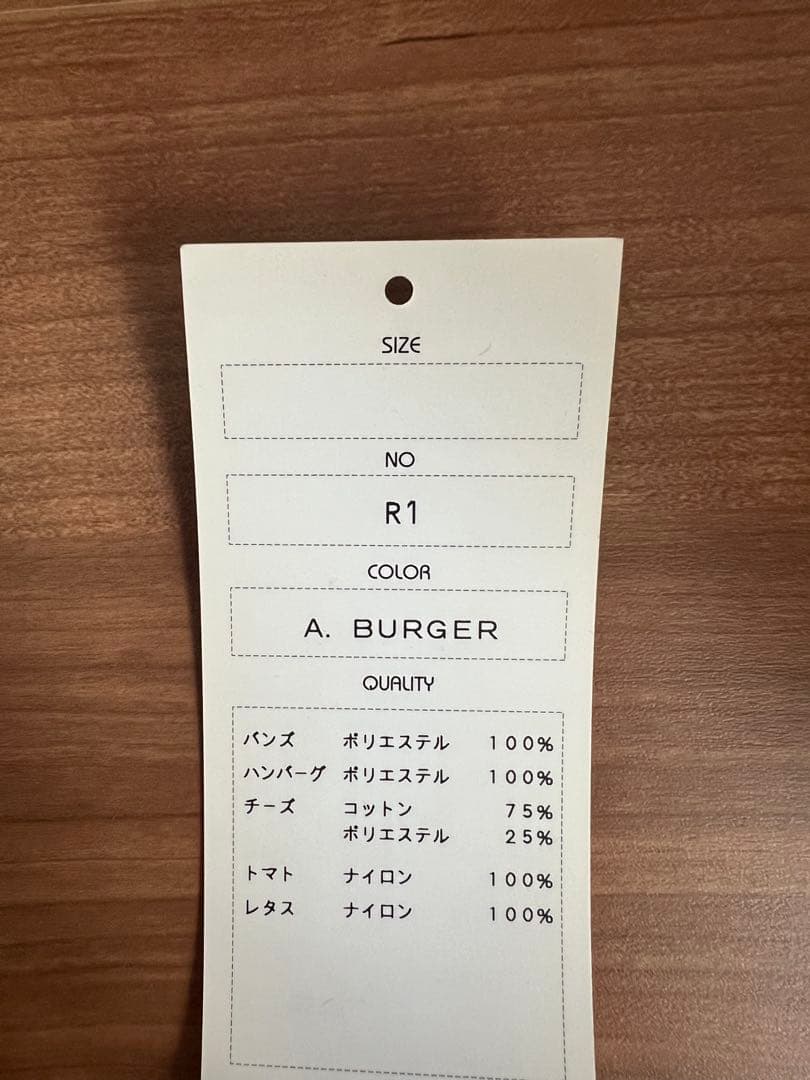 SIZE
NO
R1
COLOR
A. BURGER
QUALITY
バンズ ポリエステル 100%
ハンバーグ ポリエステル 100%
チーズ コットン 75%
ポリエステル 25%
トマト ナイロン 100%
レタス ナイロン 100%